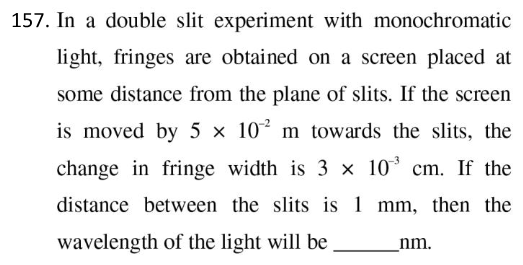 157. In a double slit experiment with monochromatic
light, fringes are obtained on a screen placed at
some distance from the plane of slits. If the screen
is moved by 5 × 10⁻² m towards the slits, the
change in fringe width is 3 × 10⁻³ cm. If the
distance between the slits is 1 mm, then the
wavelength of the light will be ______nm.